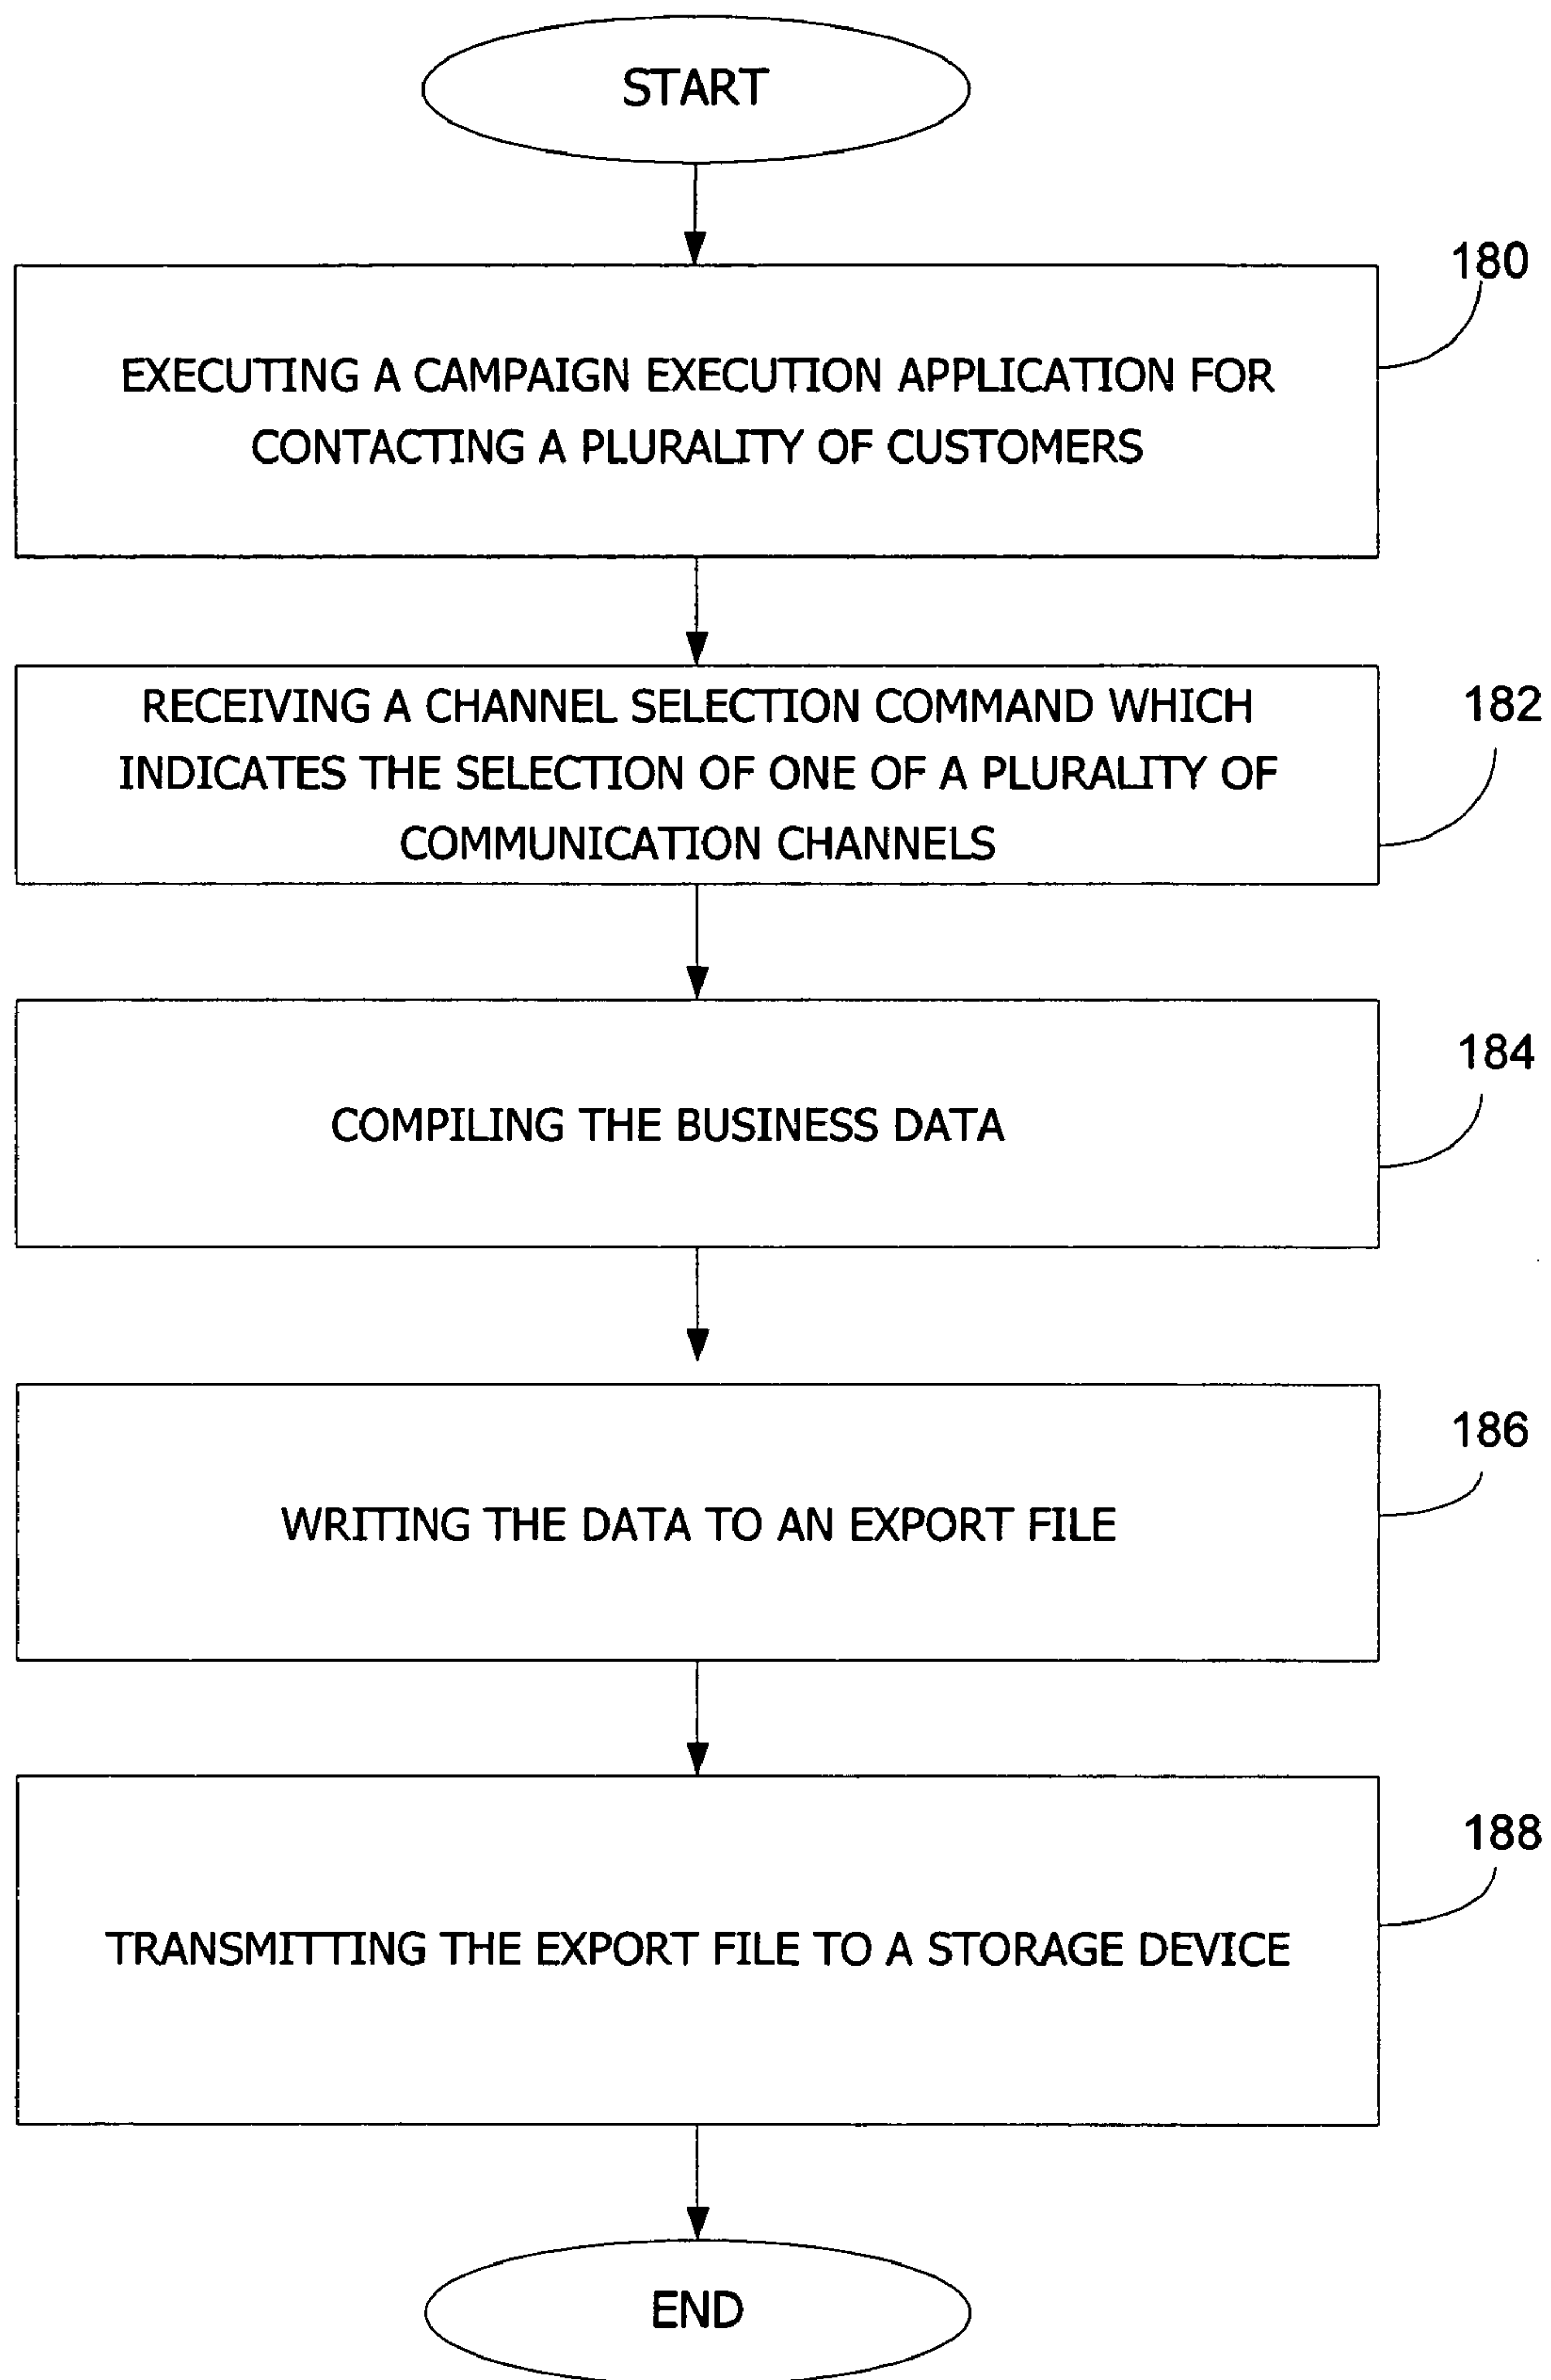 START
180
EXECUTING A CAMPAIGN EXECUTION APPLICATION FOR
CONTACTING A PLURALITY OF CUSTOMERS
RECEIVING A CHANNEL SELECTION COMMAND WHICH
182
INDICATES THE SELECTION OF ONE OF A PLURALITY OF
COMMUNICATION CHANNELS
184
COMPILING THE BUSINESS DATA
186
WRITING THE DATA TO AN EXPORT FILE
188
TRANSMITTING THE EXPORT FILE TO A STORAGE DEVICE
END